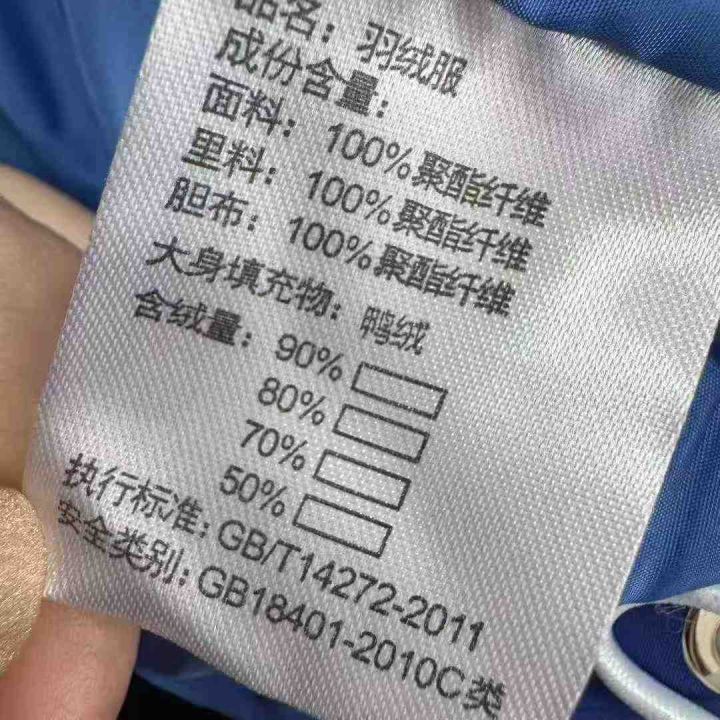 品名：羽绒服
成份含量：
面料：100%聚酯纤维
里料：100%聚酯纤维
胆布：100%聚酯纤维
大身填充物：鸭绒
含绒量：90%
80%
70%
50%
执行标准：GB/T14272-2011
安全类别：GB18401-2010C类